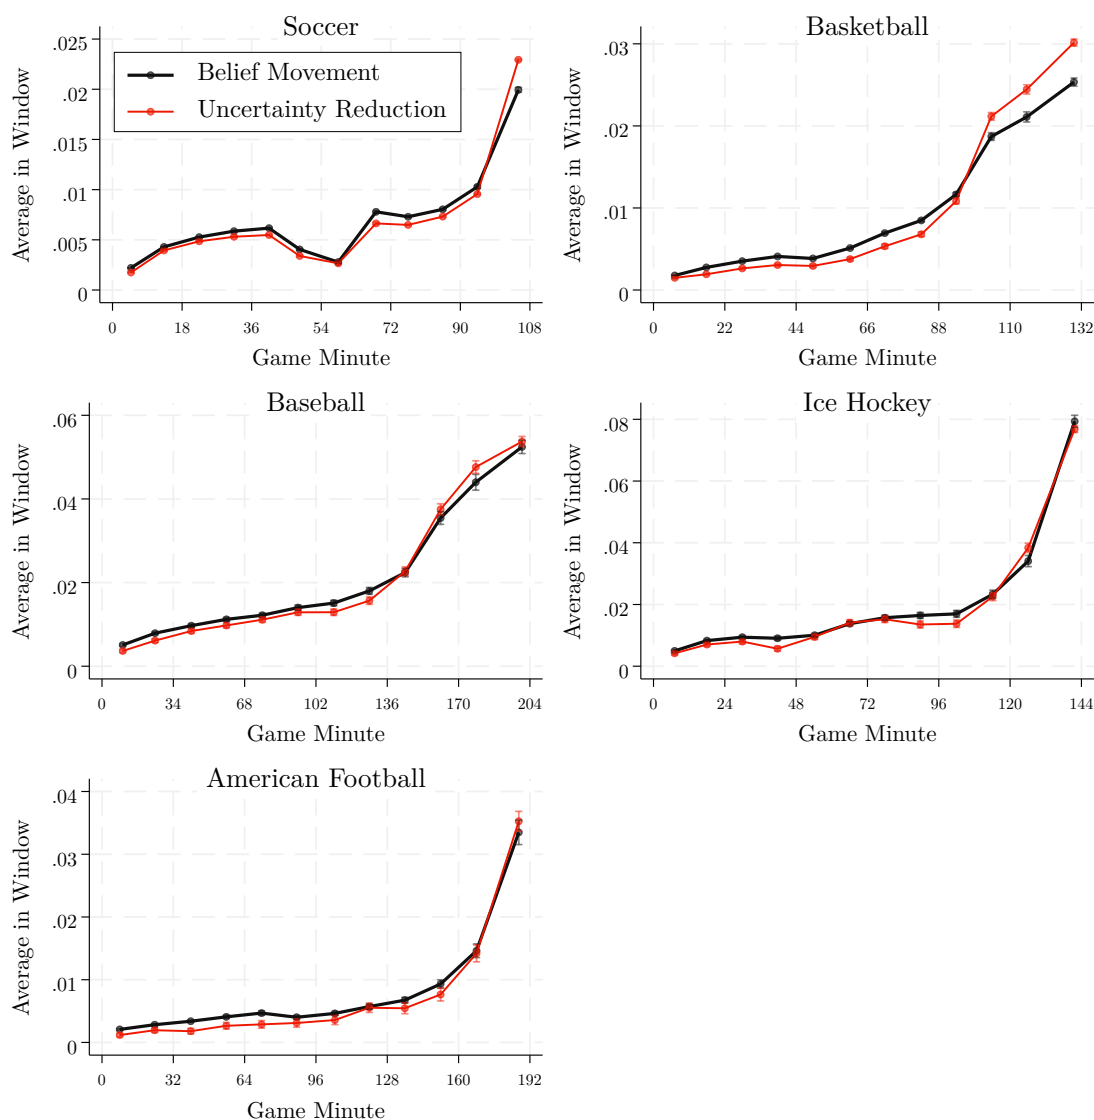 Soccer
Belief Movement
Uncertainty Reduction
Average in Window
.025
.02
.015
.01
.005
0
0 18 36 54 72 90 108
Game Minute
Basketball
Average in Window
.03
.02
.01
0
0 22 44 66 88 110 132
Game Minute
Baseball
Average in Window
.06
.04
.02
0
0 34 68 102 136 170 204
Game Minute
Ice Hockey
Average in Window
.08
.06
.04
.02
0
0 24 48 72 96 120 144
Game Minute
American Football
Average in Window
.04
.03
.02
.01
0
0 32 64 96 128 160 192
Game Minute